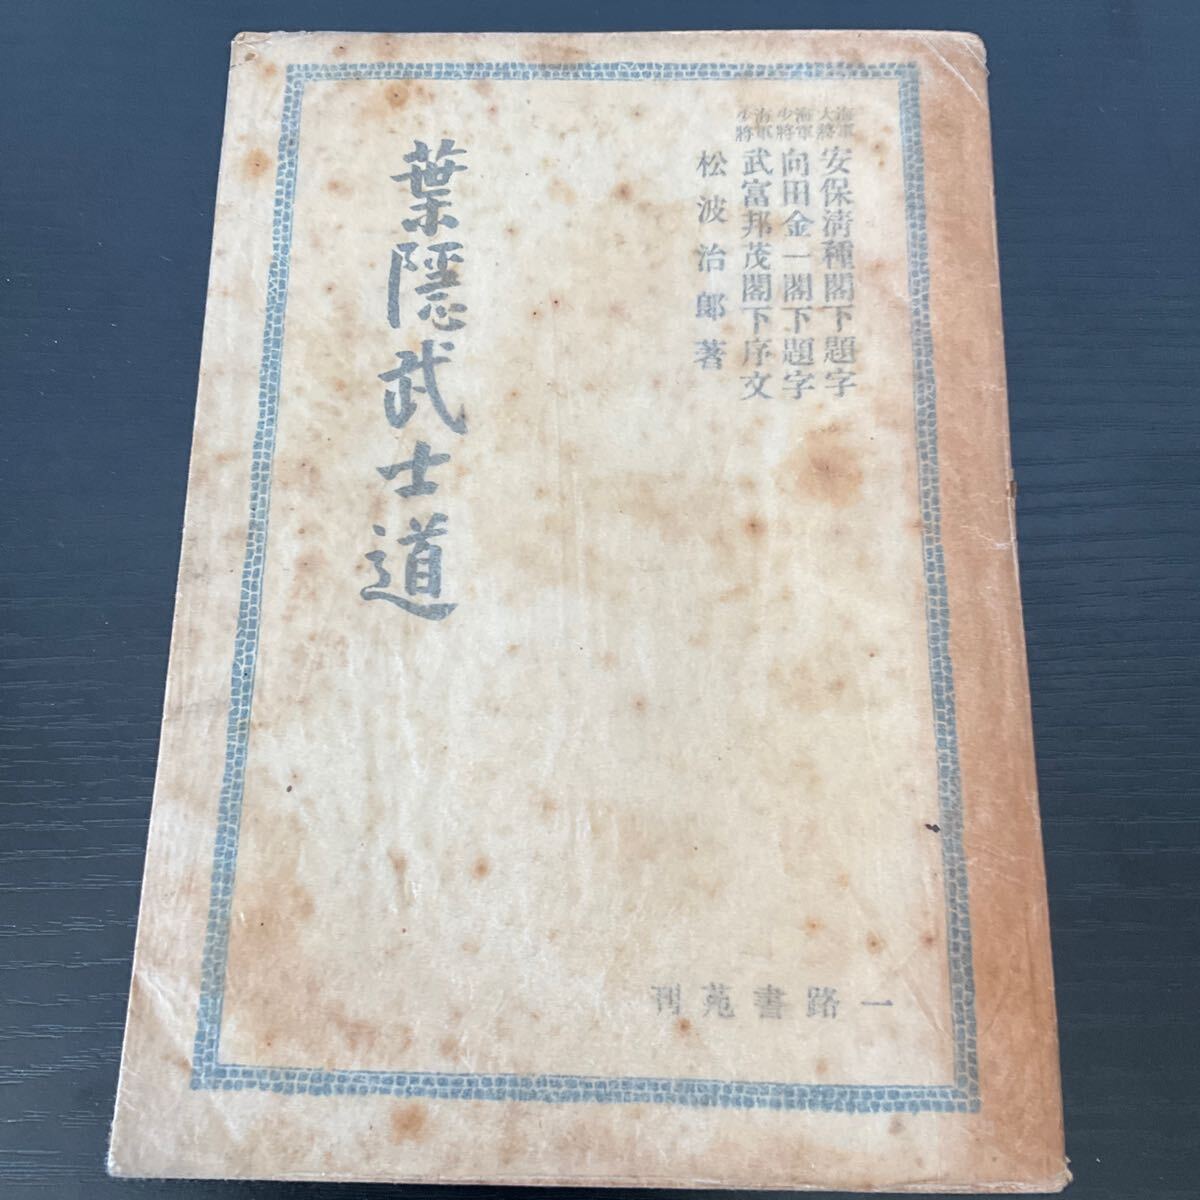 海軍大將 安保淸種閣下題字
海軍少將 向田金一閣下題字
海軍少將 武富邦茂閣下序文
松波治郎著
葉隱武士道
一路書苑刊